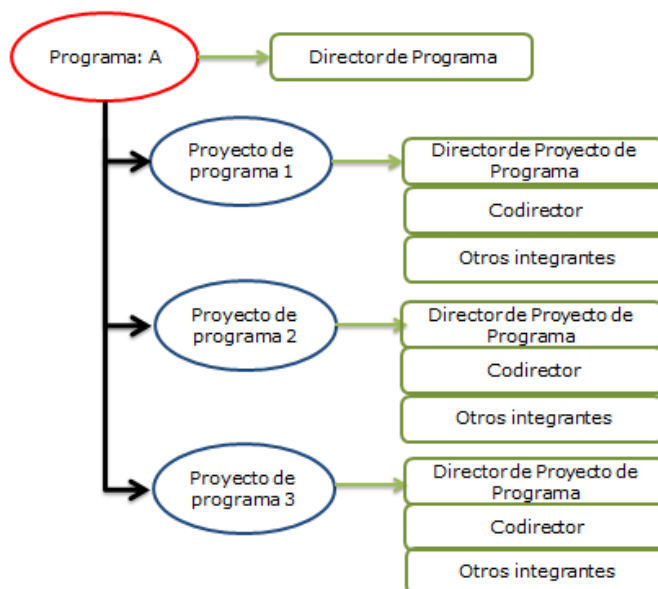 Programa: A
Director de Programa
Proyecto de
programa 1
Director de Proyecto de
Programa
Codirector
Otros integrantes
Proyecto de
programa 2
Director de Proyecto de
Programa
Codirector
Otros integrantes
Proyecto de
programa 3
Director de Proyecto de
Programa
Codirector
Otros integrantes